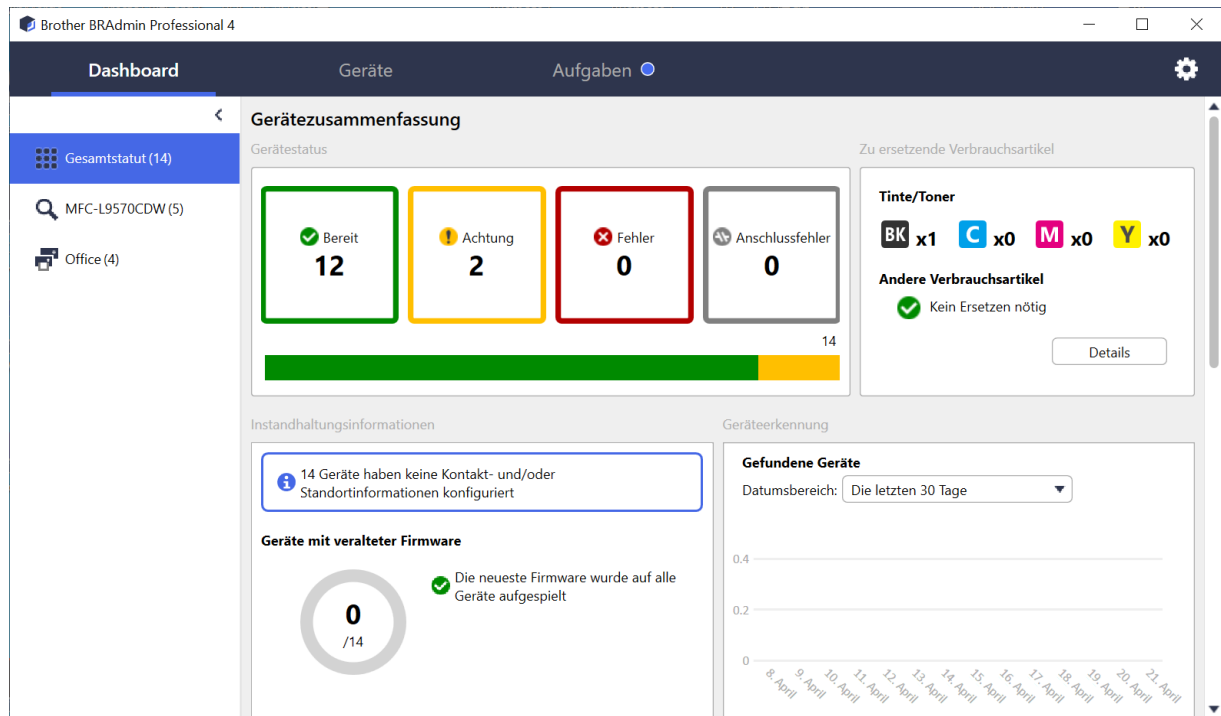 Brother BRAdmin Professional 4
Dashboard
Geräte
Aufgaben
Gesamtstatut (14)
MFC-L9570CDW (5)
Office (4)
Gerätezusammenfassung
Gerätestatus
Bereit
12
Achtung
2
Fehler
0
Anschlussfehler
0
14
Zu ersetzende Verbrauchsartikel
Tinte/Toner
BK x1 C x0 M x0 Y x0
Andere Verbrauchsartikel
Kein Ersetzen nötig
Details
Instandhaltungsinformationen
14 Geräte haben keine Kontakt- und/oder
Standortinformationen konfiguriert
Geräte mit veralteter Firmware
0
/14
Die neueste Firmware wurde auf alle
Geräte aufgespielt
Geräteerkennung
Gefundene Geräte
Datumsbereich: Die letzten 30 Tage
0.4
0.2
0
8. April
9. April
10. April
11. April
12. April
13. April
14. April
15. April
16. April
17. April
18. April
19. April
20. April
21. April